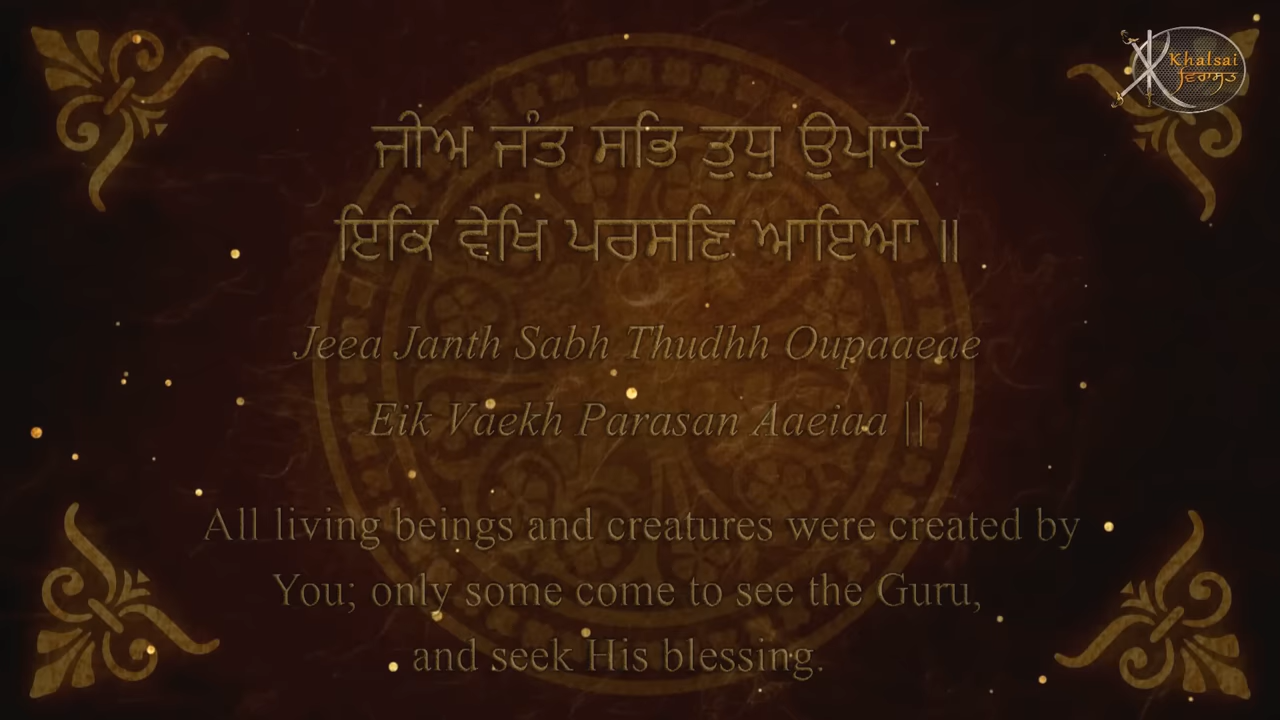 Khalsai
ਵਿਰਾਸਤ
ਜੀਅ ਜੰਤ ਸਭਿ ਤੁਧੁ ਉਪਾਏ
ਇਕਿ ਵੇਖਿ ਪਰਸਣਿ ਆਇਆ ॥
Jeea Janth Sabh Thudhh Oupaaeae
Eik Vaekh Parasan Aaeiaa ||
All living beings and creatures were created by
You; only some come to see the Guru,
and seek His blessing.